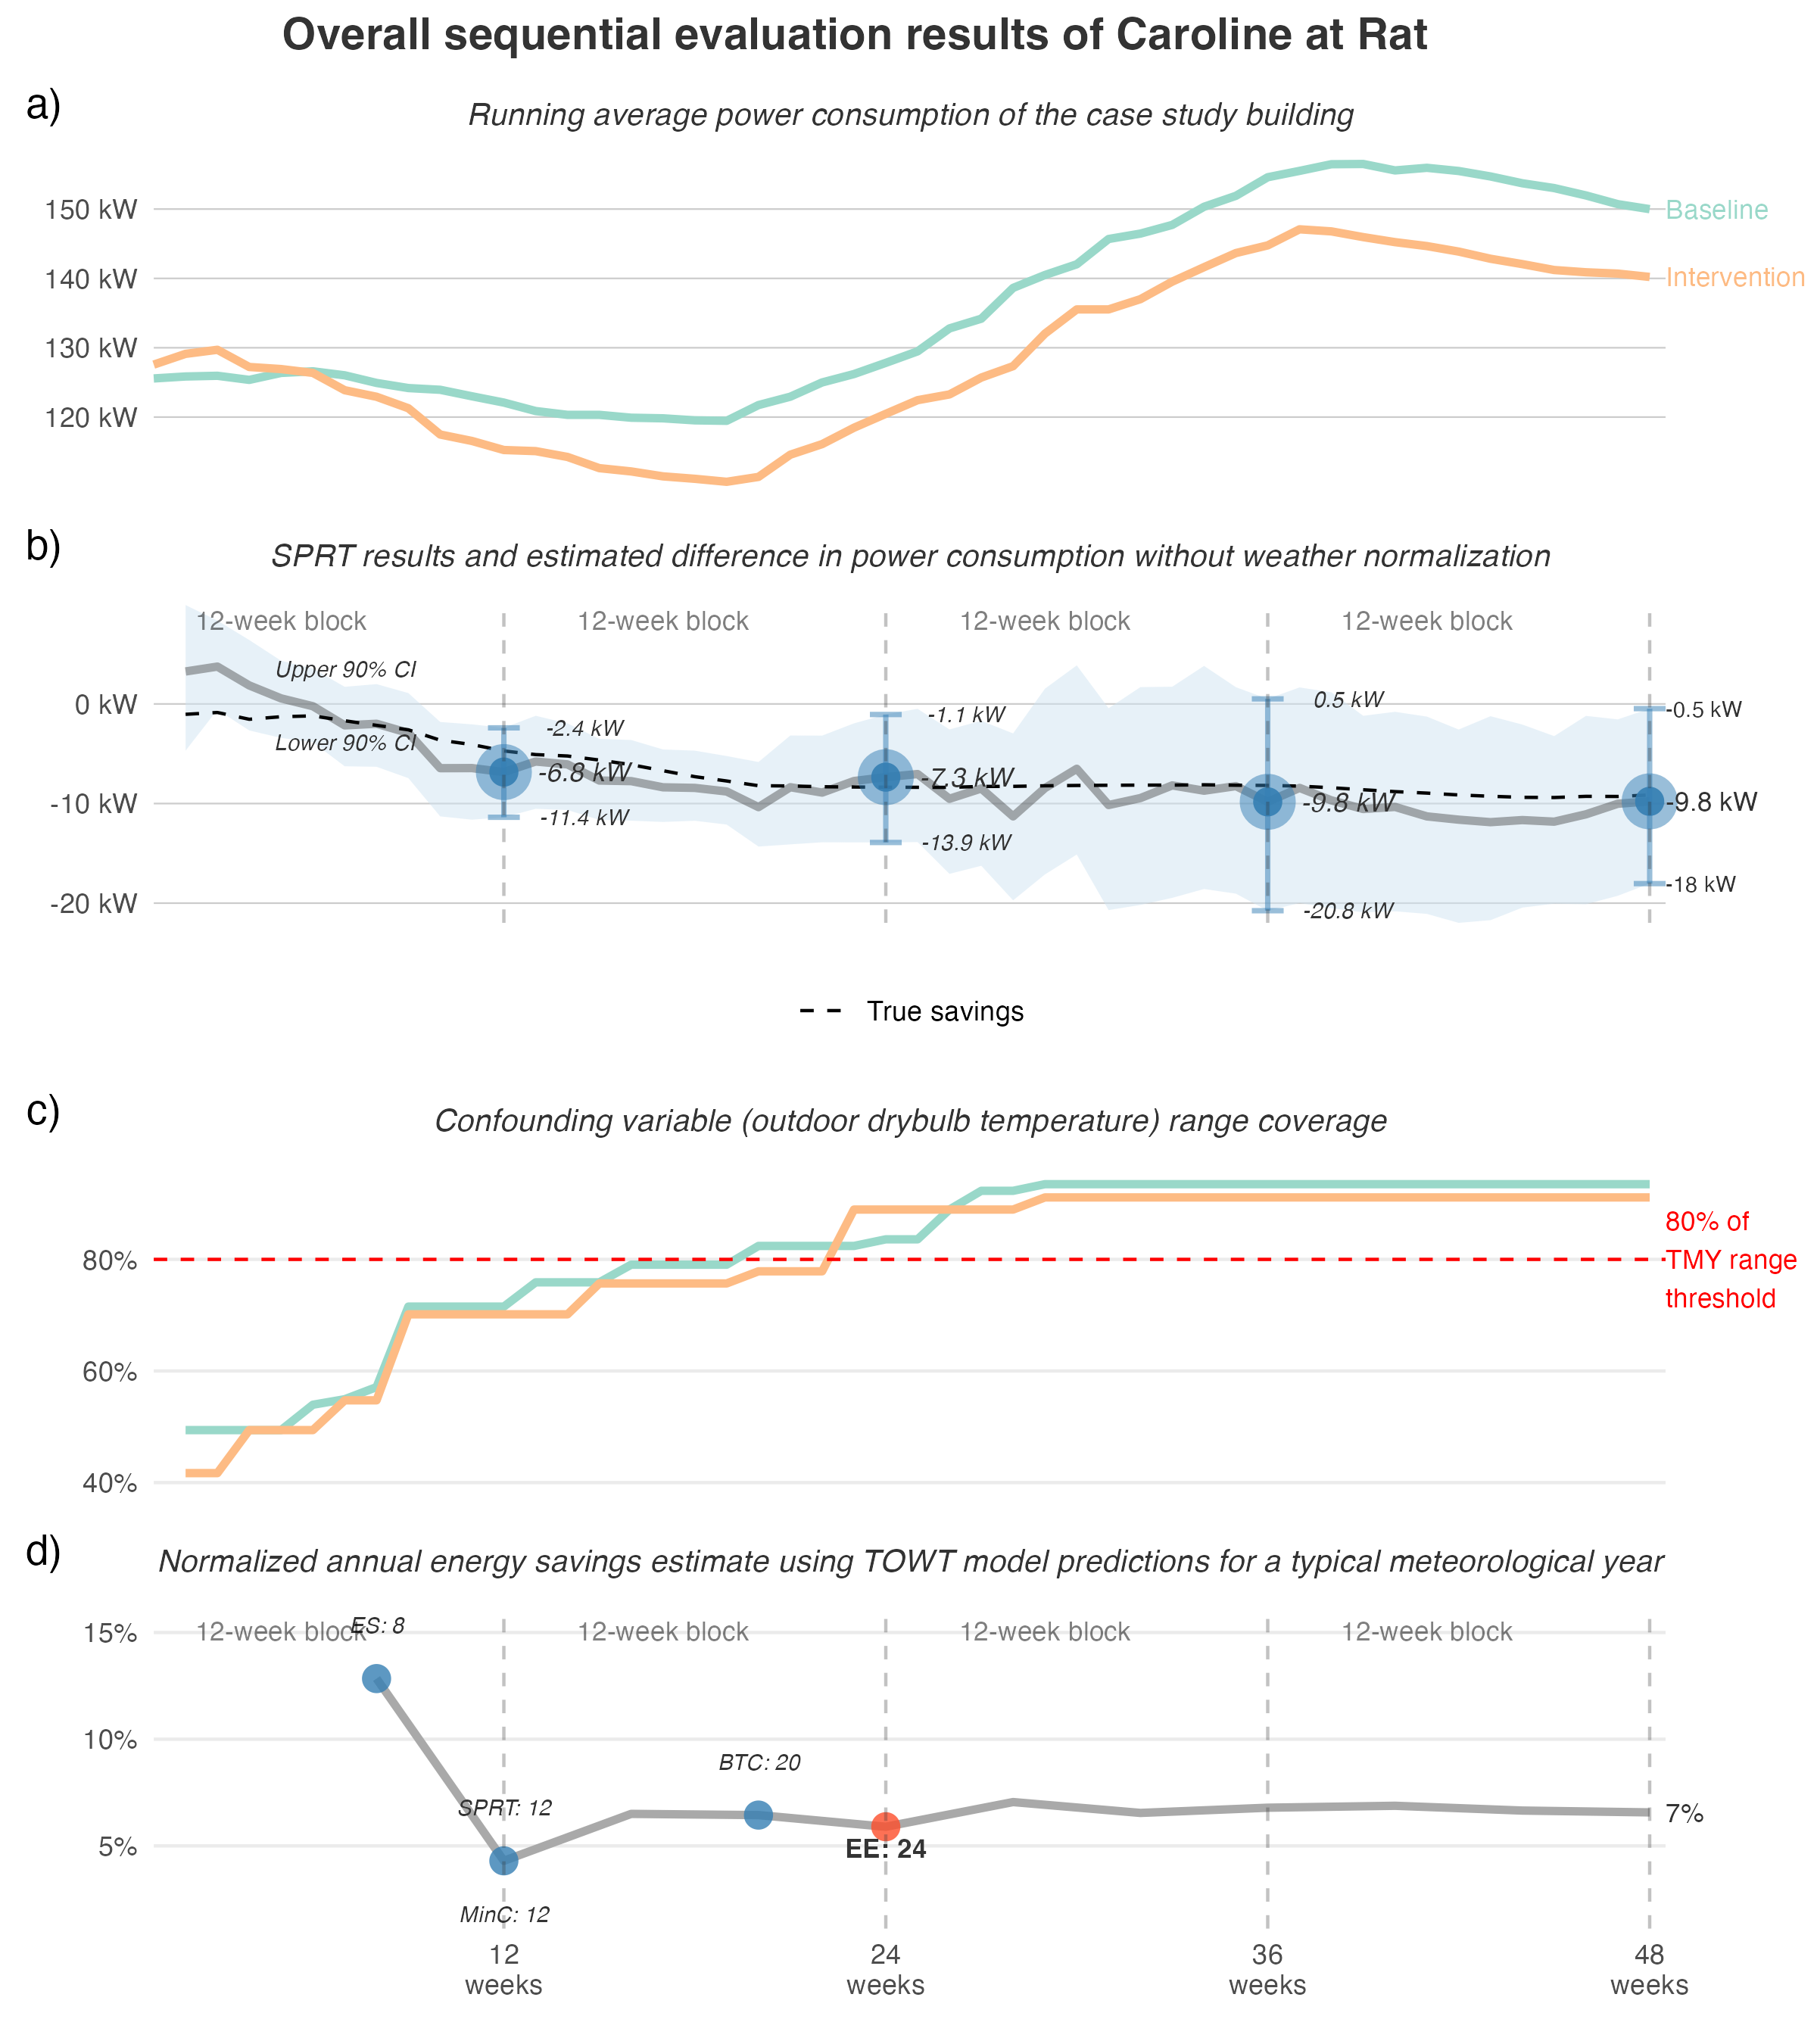 Overall sequential evaluation results of Caroline at Rat
a)
Running average power consumption of the case study building
150 kW
140 kW
130 kW
120 kW
Baseline
Intervention
b)
SPRT results and estimated difference in power consumption without weather normalization
12-week block
12-week block
12-week block
12-week block
Upper 90% CI
Lower 90% CI
0 kW
-10 kW
-20 kW
-2.4 kW
-6.8 kW
-11.4 kW
-1.1 kW
-7.3 kW
-13.9 kW
0.5 kW
-9.8 kW
-20.8 kW
-0.5 kW
-9.8 kW
-18 kW
True savings
c)
Confounding variable (outdoor drybulb temperature) range coverage
80%
60%
40%
80% of
TMY range
threshold
d)
Normalized annual energy savings estimate using TOWT model predictions for a typical meteorological year
15%
10%
5%
12-week block
12-week block
12-week block
12-week block
ES: 8
SPRT: 12
MinC: 12
BTC: 20
EE: 24
7%
12
weeks
24
weeks
36
weeks
48
weeks